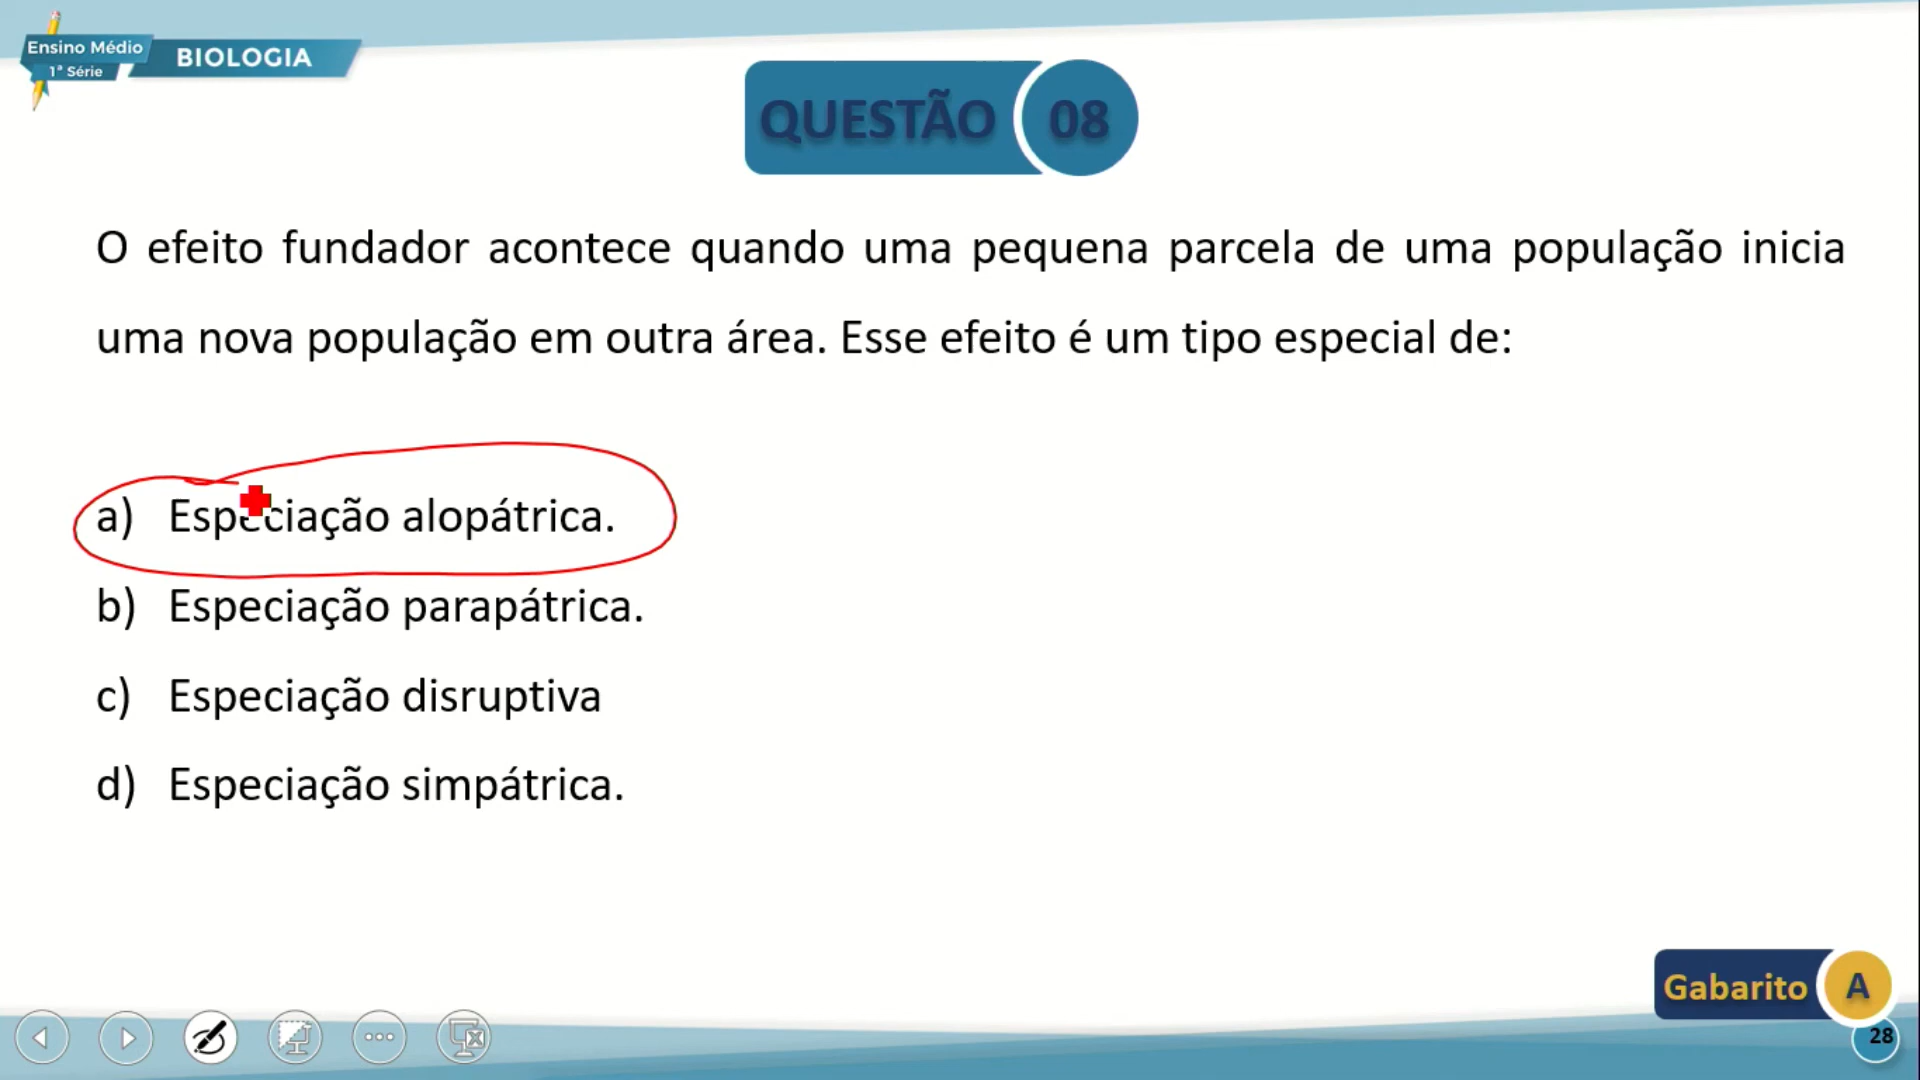 Ensino Médio
1ª Série
BIOLOGIA
QUESTÃO 08
O efeito fundador acontece quando uma pequena parcela de uma população inicia
uma nova população em outra área. Esse efeito é um tipo especial de:
a) Especiação alopátrica.
b) Especiação parapátrica.
c) Especiação disruptiva
d) Especiação simpátrica.
Gabarito A
28